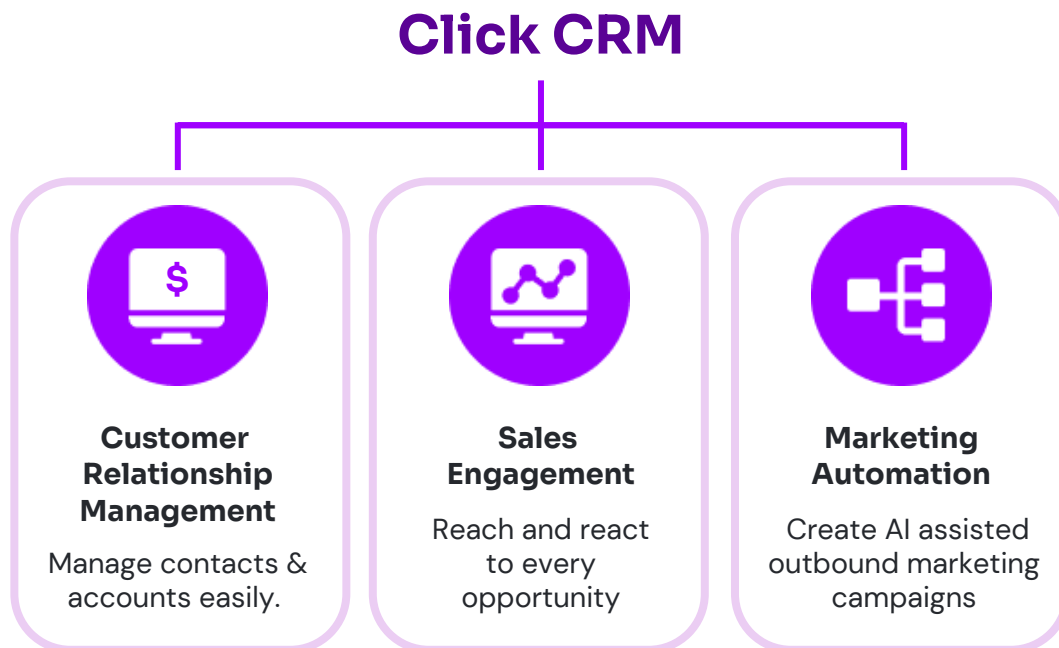 Click CRM
$
Customer
Relationship
Management
Manage contacts &
accounts easily.
Sales
Engagement
Reach and react
to every
opportunity
Marketing
Automation
Create AI assisted
outbound marketing
campaigns